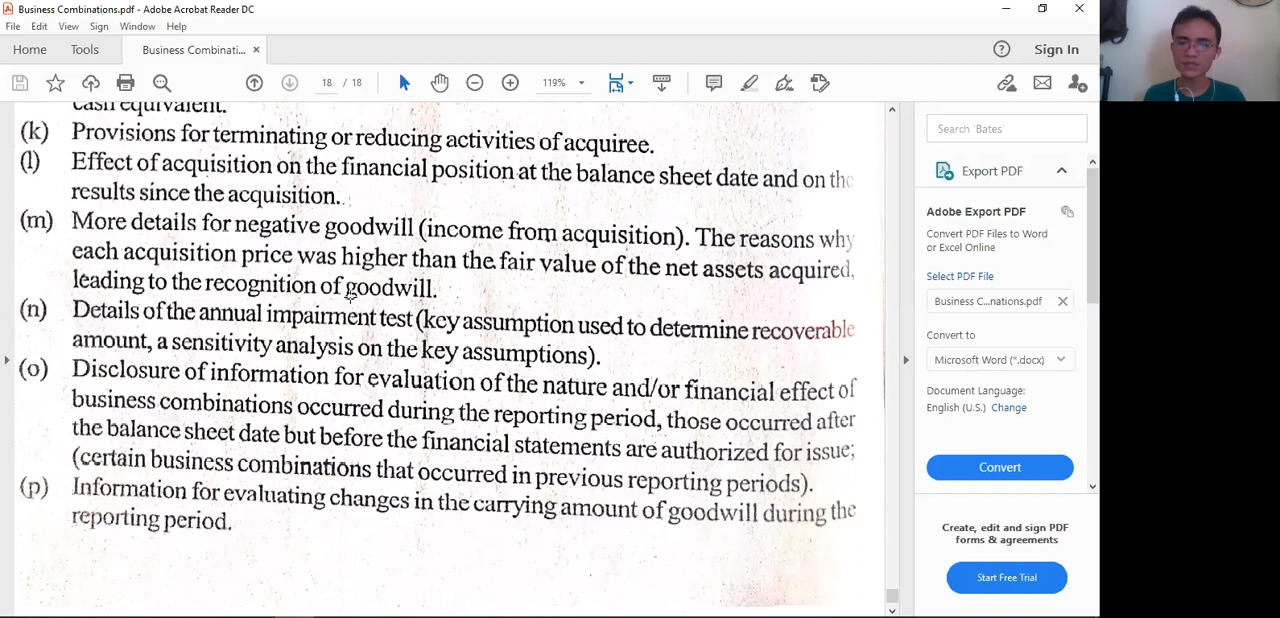 Business Combinations.pdf - Adobe Acrobat Reader DC
File Edit View Sign Window Help
Home Tools Business Combinati... × Sign In
18 / 18 119%
cash equivalent.
(k) Provisions for terminating or reducing activities of acquiree.
(l) Effect of acquisition on the financial position at the balance sheet date and on the
results since the acquisition.
(m) More details for negative goodwill (income from acquisition). The reasons why
each acquisition price was higher than the fair value of the net assets acquired,
leading to the recognition of goodwill.
(n) Details of the annual impairment test (key assumption used to determine recoverable
amount, a sensitivity analysis on the key assumptions).
(o) Disclosure of information for evaluation of the nature and/or financial effect of
business combinations occurred during the reporting period, those occurred after
the balance sheet date but before the financial statements are authorized for issue;
(certain business combinations that occurred in previous reporting periods).
(p) Information for evaluating changes in the carrying amount of goodwill during the
reporting period.
Search 'Bates'
Export PDF
Adobe Export PDF
Convert PDF Files to Word
or Excel Online
Select PDF File
Business C...nations.pdf
Convert to
Microsoft Word (*.docx)
Document Language:
English (U.S.) Change
Convert
Create, edit and sign PDF
forms & agreements
Start Free Trial